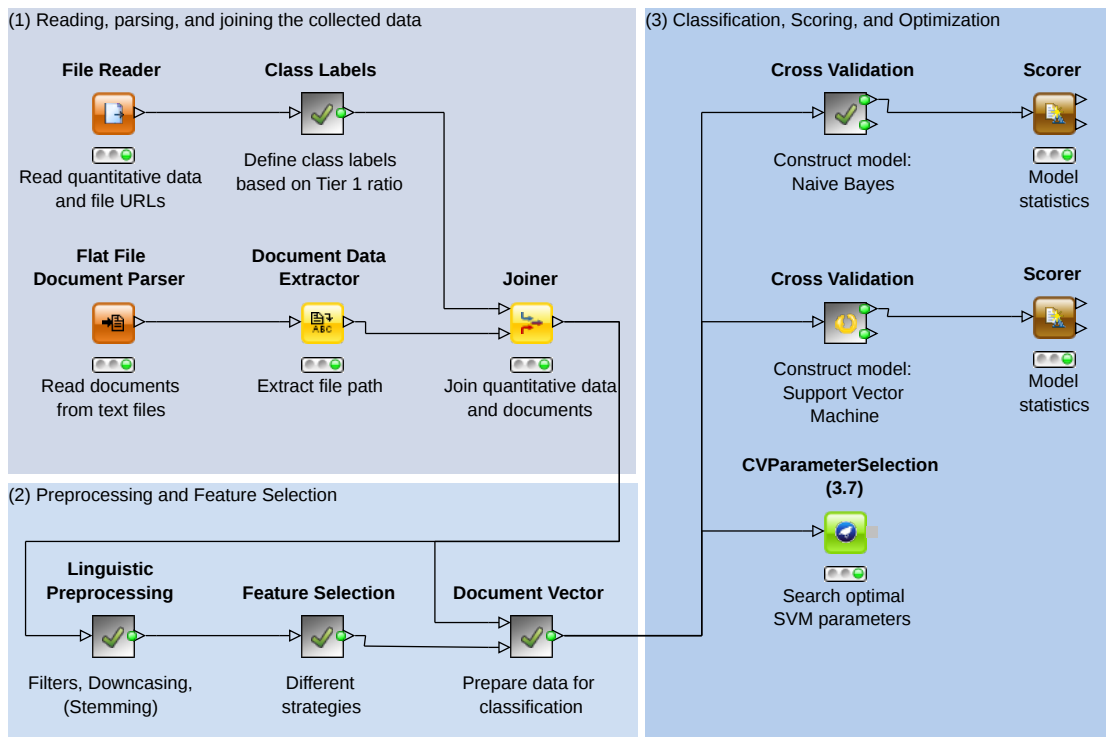 (1) Reading, parsing, and joining the collected data
File Reader
Class Labels
Read quantitative data
and file URLs
Define class labels
based on Tier 1 ratio
Flat File
Document Parser
Document Data
Extractor
Joiner
ABC
Read documents
from text files
Extract file path
Join quantitative data
and documents
(2) Preprocessing and Feature Selection
Linguistic
Preprocessing
Feature Selection
Document Vector
Filters, Downcasing,
(Stemming)
Different
strategies
Prepare data for
classification
(3) Classification, Scoring, and Optimization
Cross Validation
Scorer
Construct model:
Naive Bayes
Model
statistics
Cross Validation
Scorer
Construct model:
Support Vector
Machine
Model
statistics
CVParameterSelection
(3.7)
Search optimal
SVM parameters